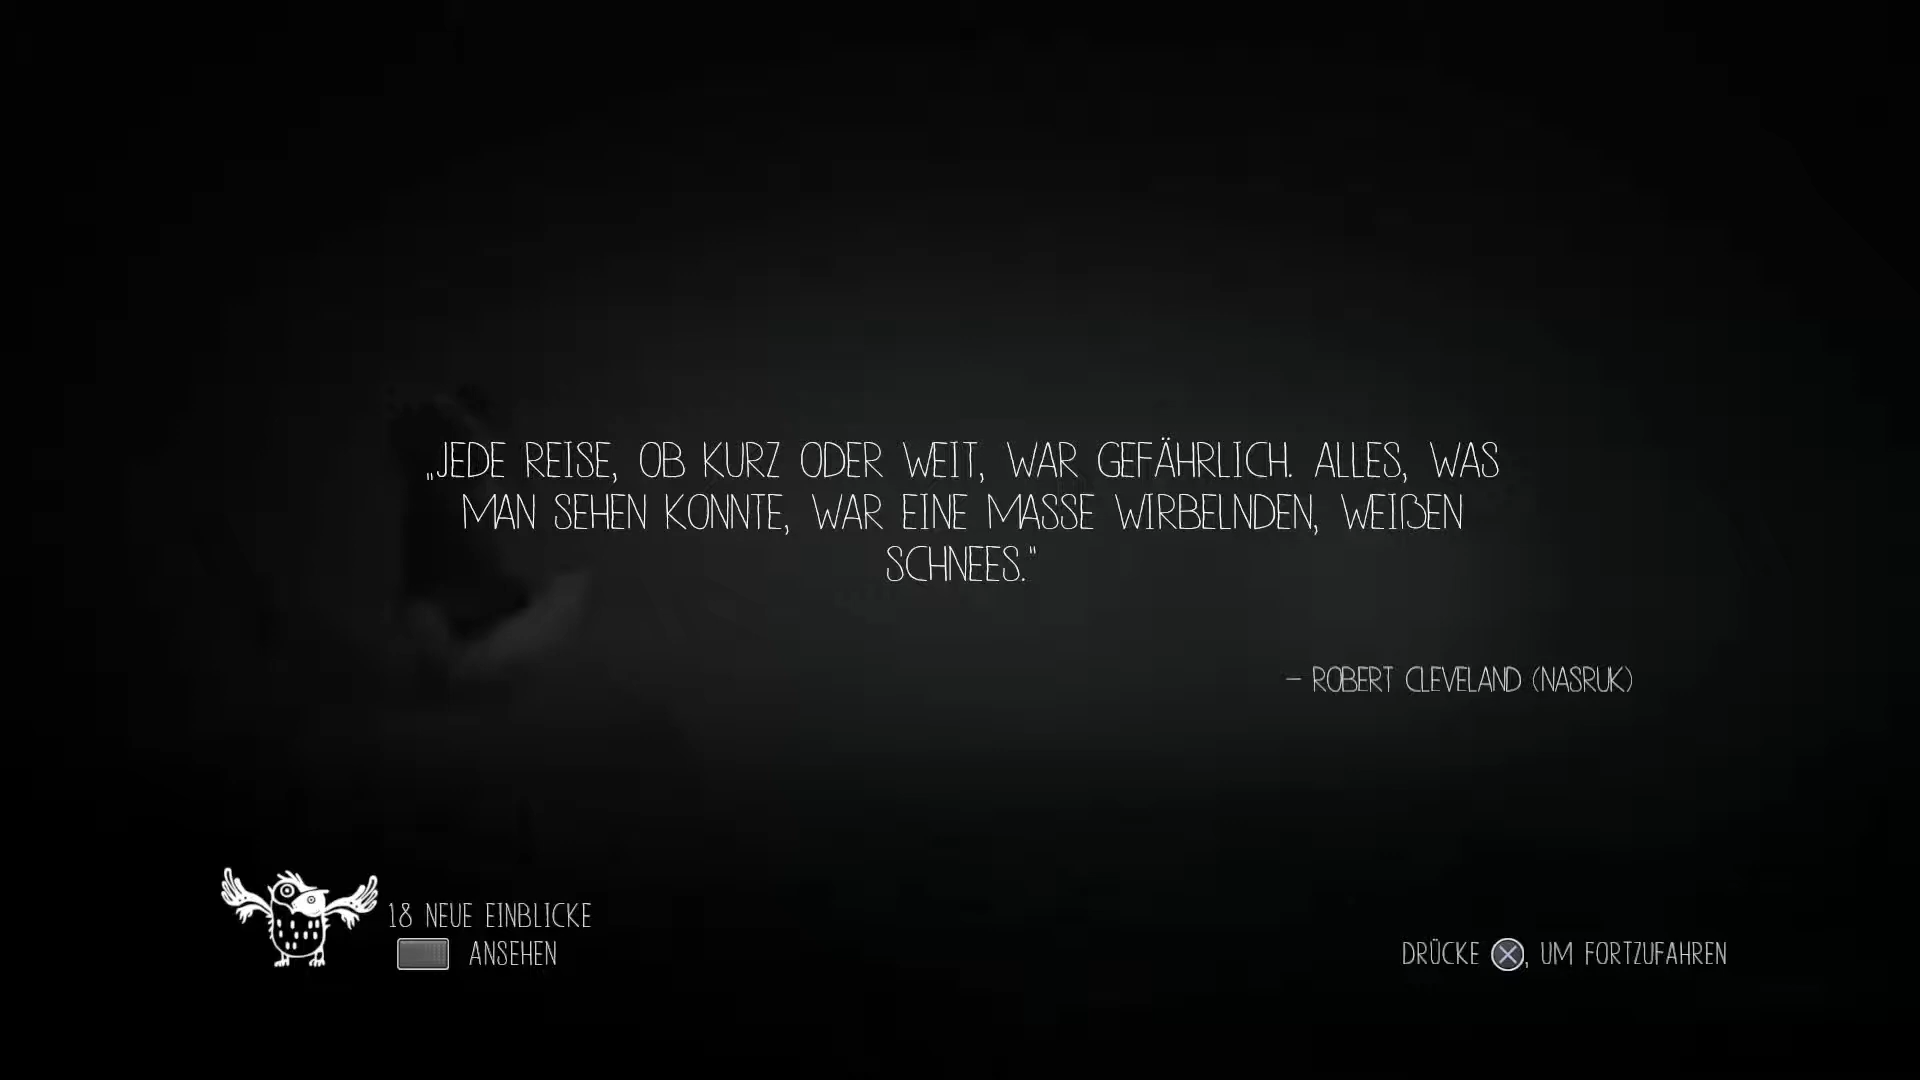 „JEDE REISE, OB KURZ ODER WEIT, WAR GEFÄHRLICH. ALLES, WAS
MAN SEHEN KONNTE, WAR EINE MASSE WIRBELNDEN, WEIßEN
SCHNEES."
– ROBERT CLEVELAND (NASRUK)
18 NEUE EINBLICKE
ANSEHEN
DRÜCKE , UM FORTZUFAHREN